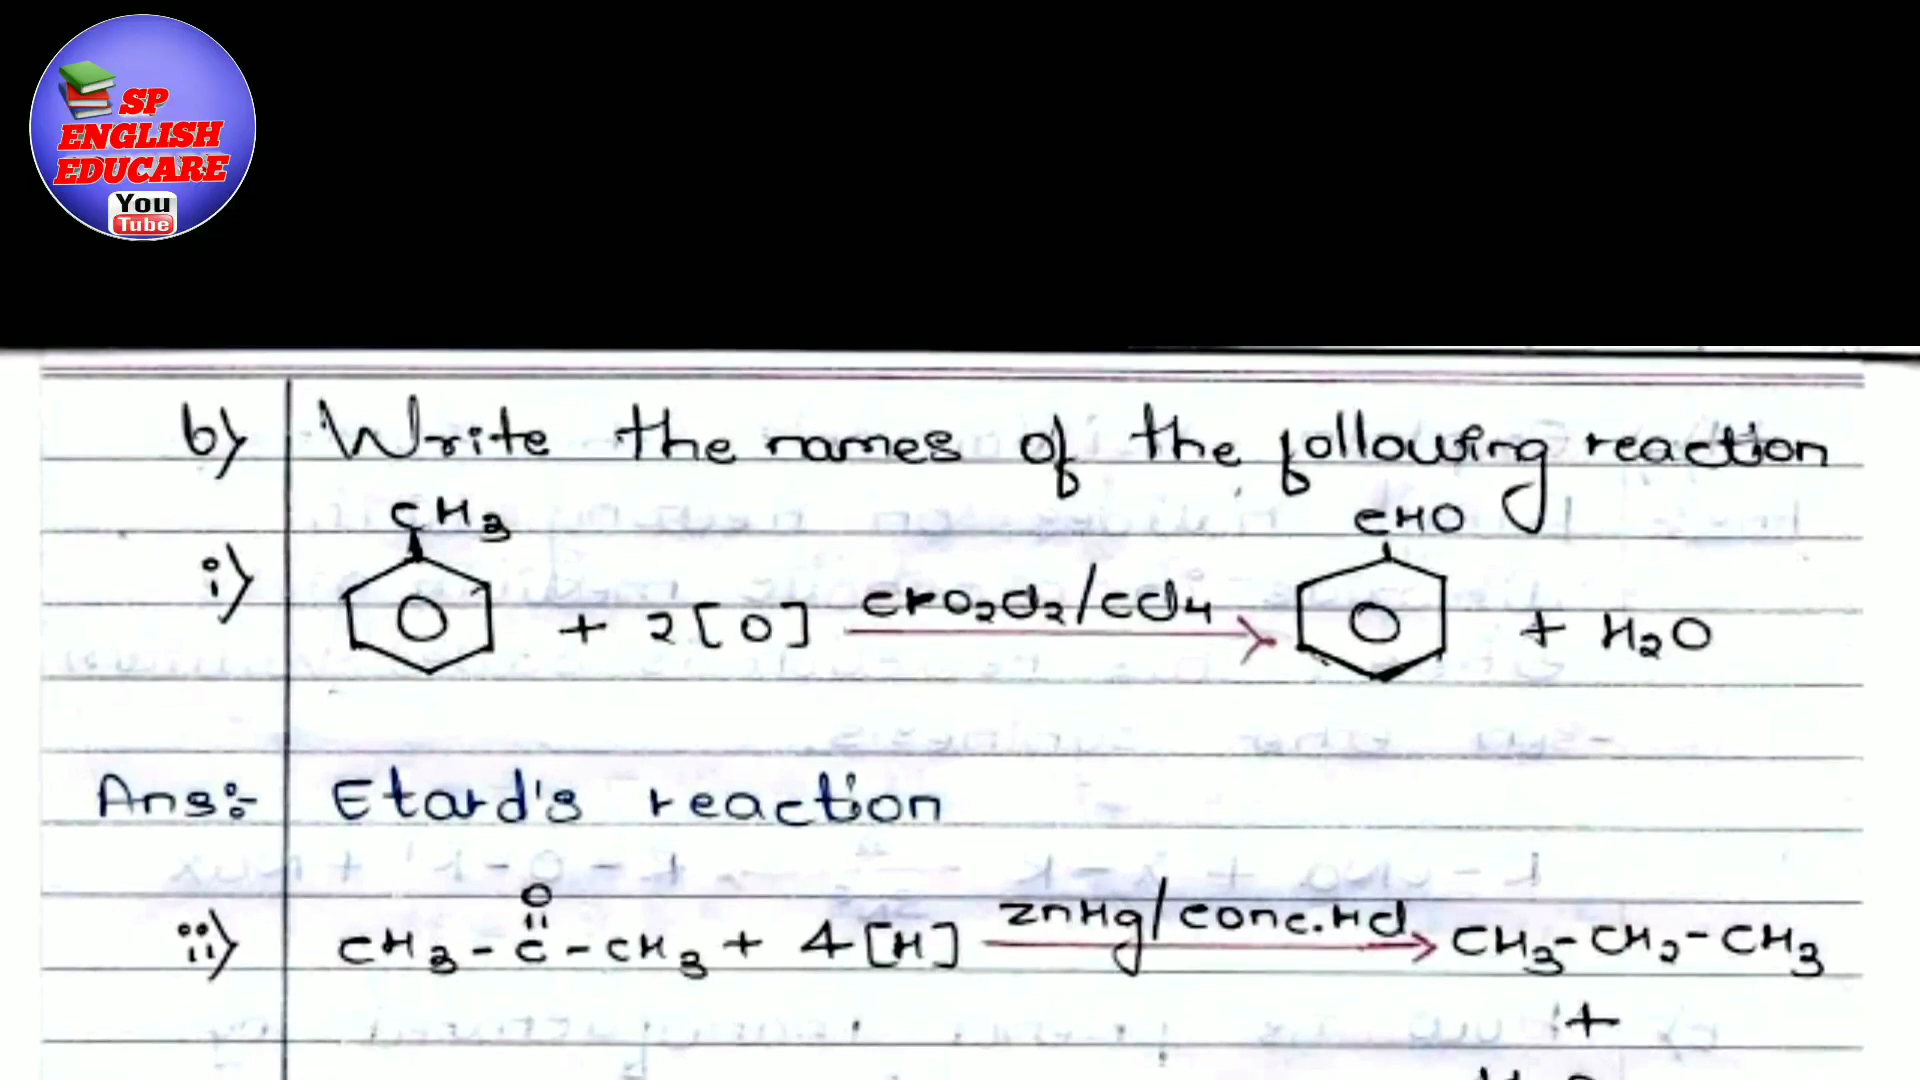 SP
ENGLISH
EDUCARE
You
Tube
b) Write the names of the following reaction
CH3 CHO
i) + 2[O] CrO2Cl2/CCl4 + H2O
Ans:- Etard's reaction
O
ii) CH3-C-CH3 + 4[H] ZnHg/conc.HCl CH3-CH2-CH3
+